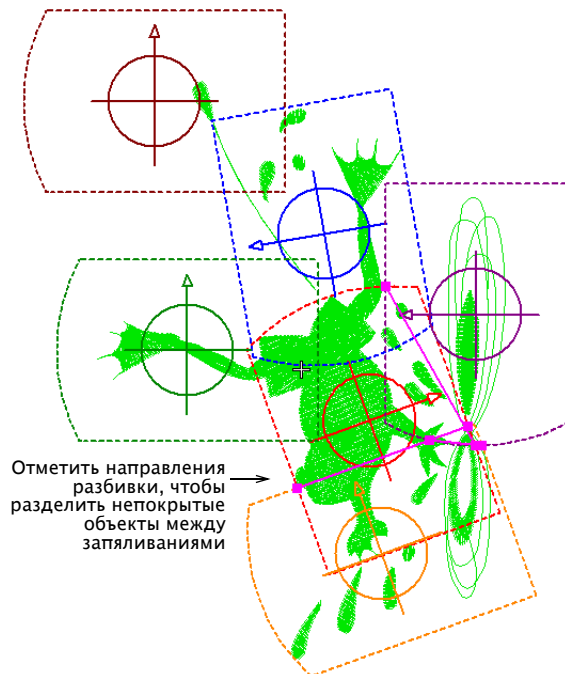 Отметить направления
разбивки, чтобы
разделить непокрытые
объекты между
запяливаниями